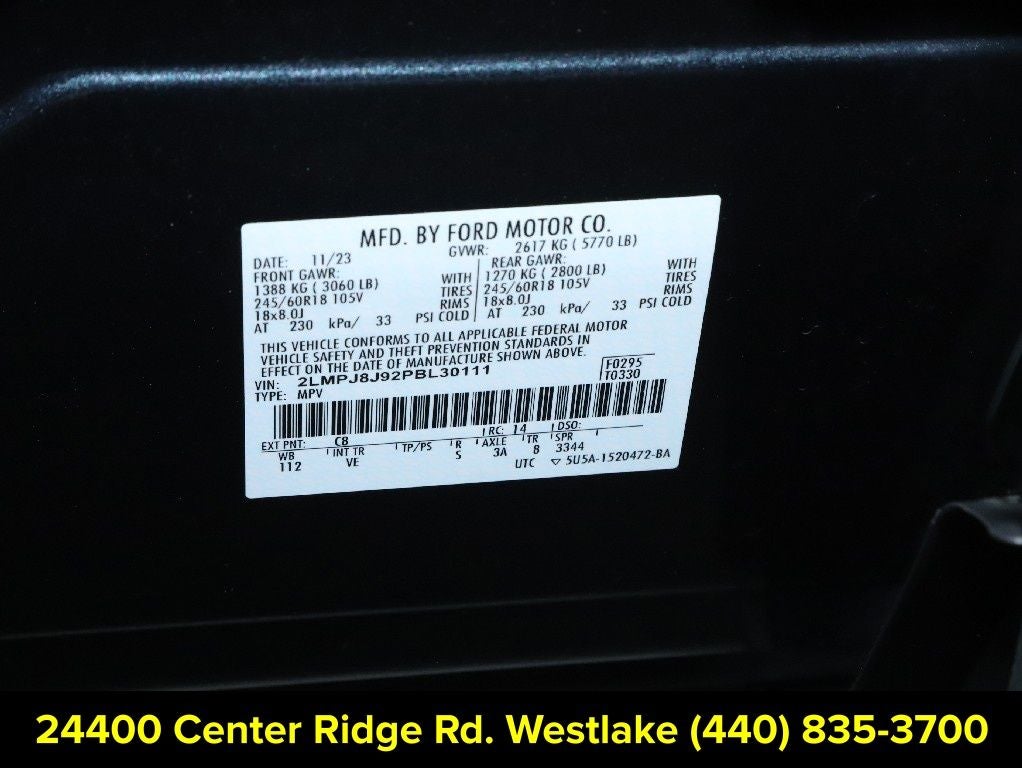 MFD. BY FORD MOTOR CO.
DATE: 11/23 GVWR: 2617 KG ( 5770 LB)
FRONT GAWR: REAR GAWR:
1388 KG ( 3060 LB) WITH 1270 KG ( 2800 LB) WITH
245/60R18 105V TIRES 245/60R18 105V TIRES
18x8.0J RIMS 18x8.0J RIMS
AT 230 kPa/ 33 PSI COLD AT 230 kPa/ 33 PSI COLD
THIS VEHICLE CONFORMS TO ALL APPLICABLE FEDERAL MOTOR
VEHICLE SAFETY AND THEFT PREVENTION STANDARDS IN
EFFECT ON THE DATE OF MANUFACTURE SHOWN ABOVE.
VIN: 2LMPJ8J92PBL30111 F0295
TYPE: MPV T0330
EXT PNT: C8 RC: 14 DSO:
WB INT TR TP/PS R AXLE TR SPR
112 VE S 3A 8 3344
UTC ▽ 5U5A-1520472-BA
24400 Center Ridge Rd. Westlake (440) 835-3700